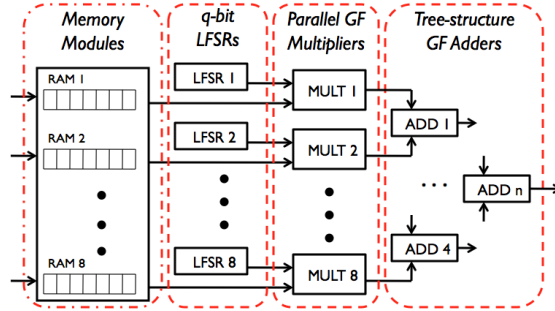 Memory Modules
q-bit LFSRs
Parallel GF Multipliers
Tree-structure GF Adders
RAM 1
LFSR 1
MULT 1
ADD 1
RAM 2
LFSR 2
MULT 2
ADD n
RAM 8
LFSR 8
MULT 8
ADD 4